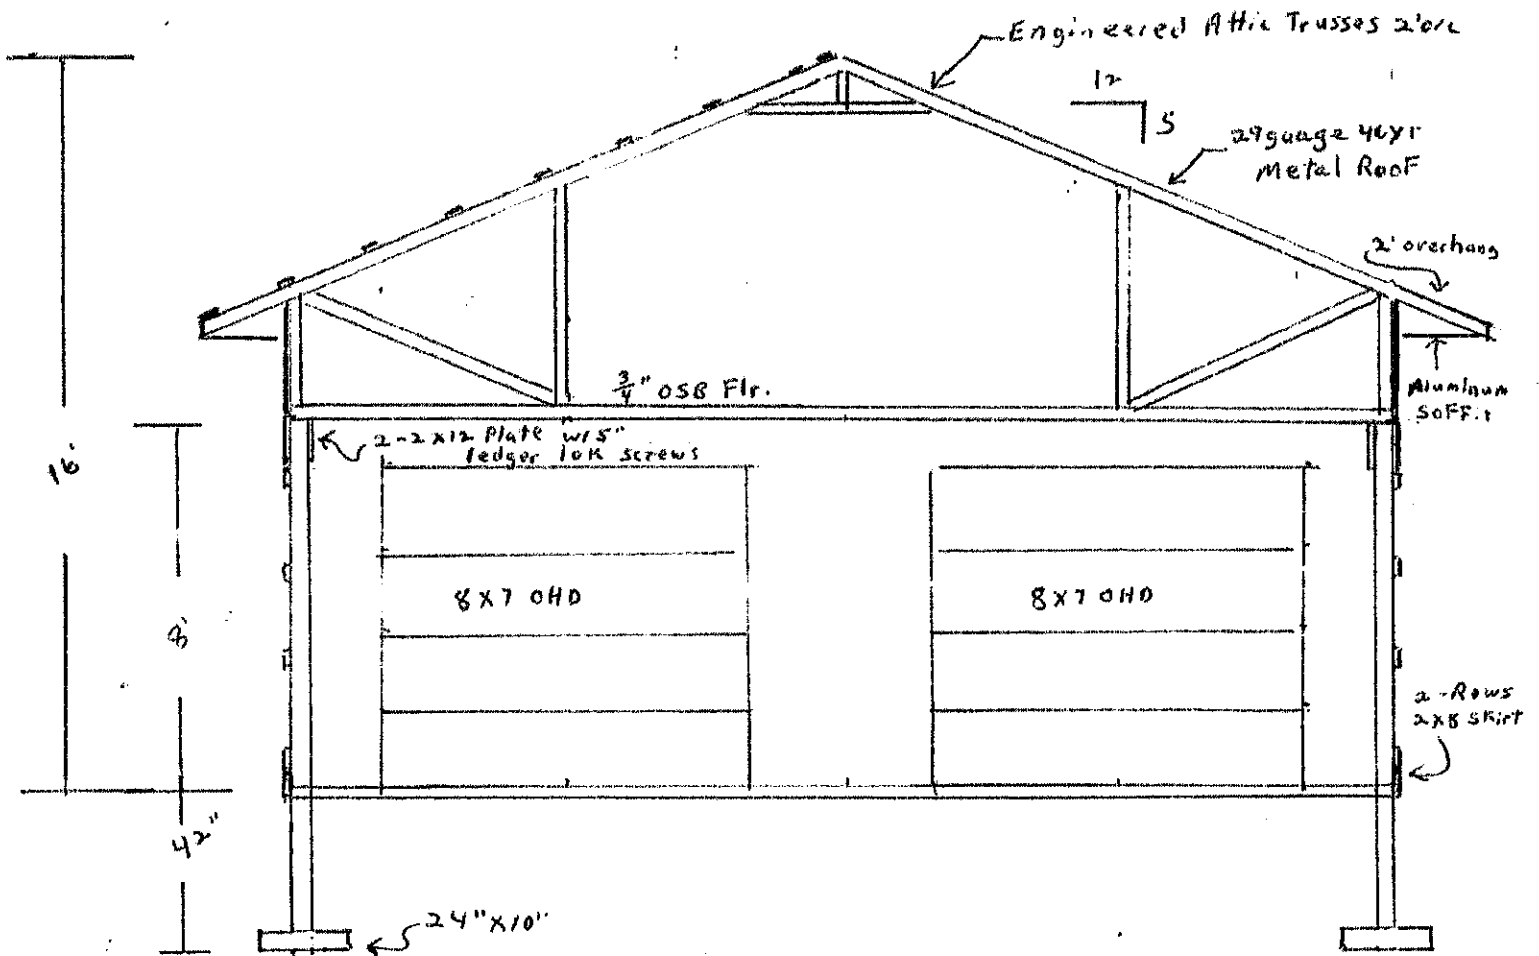 Engineered Attic Trusses 2'o/c
12
5
29guage 40yr
Metal Roof
2' overhang
Aluminum
SoFFit
3/4" OSB Flr.
2-2x12 Plate w/5"
ledger lok screws
16'
8'
8X7 OHD
8X7 OHD
2-Rows
2x8 skirt
42"
24"X10"